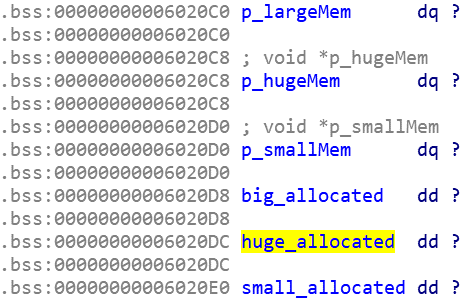 .bss:00000000006020C0 p_largeMem dq ?
.bss:00000000006020C0
.bss:00000000006020C8 ; void *p_hugeMem
.bss:00000000006020C8 p_hugeMem dq ?
.bss:00000000006020C8
.bss:00000000006020D0 ; void *p_smallMem
.bss:00000000006020D0 p_smallMem dq ?
.bss:00000000006020D0
.bss:00000000006020D8 big_allocated dd ?
.bss:00000000006020D8
.bss:00000000006020DC huge_allocated dd ?
.bss:00000000006020DC
.bss:00000000006020E0 small_allocated dd ?